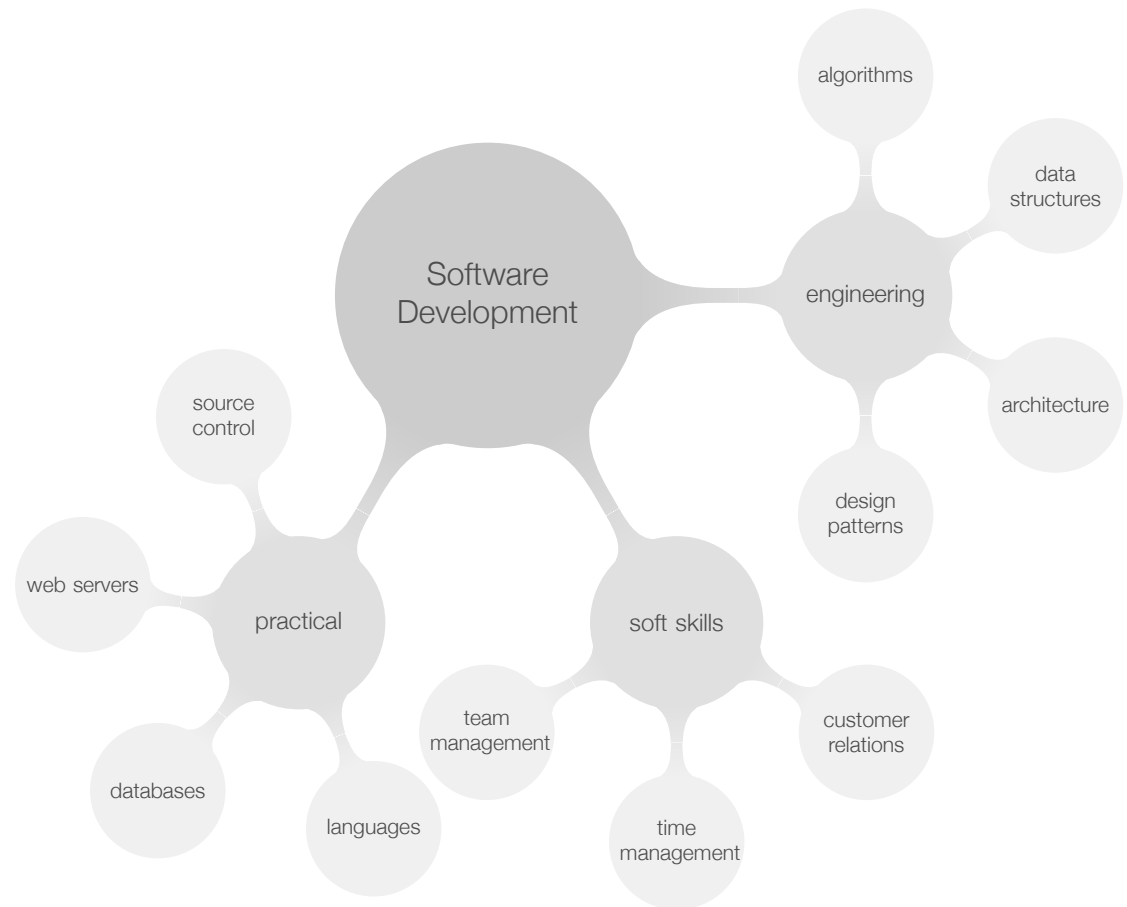 Software
Development
engineering
algorithms
data
structures
architecture
design
patterns
soft skills
customer
relations
time
management
team
management
practical
source
control
web servers
databases
languages